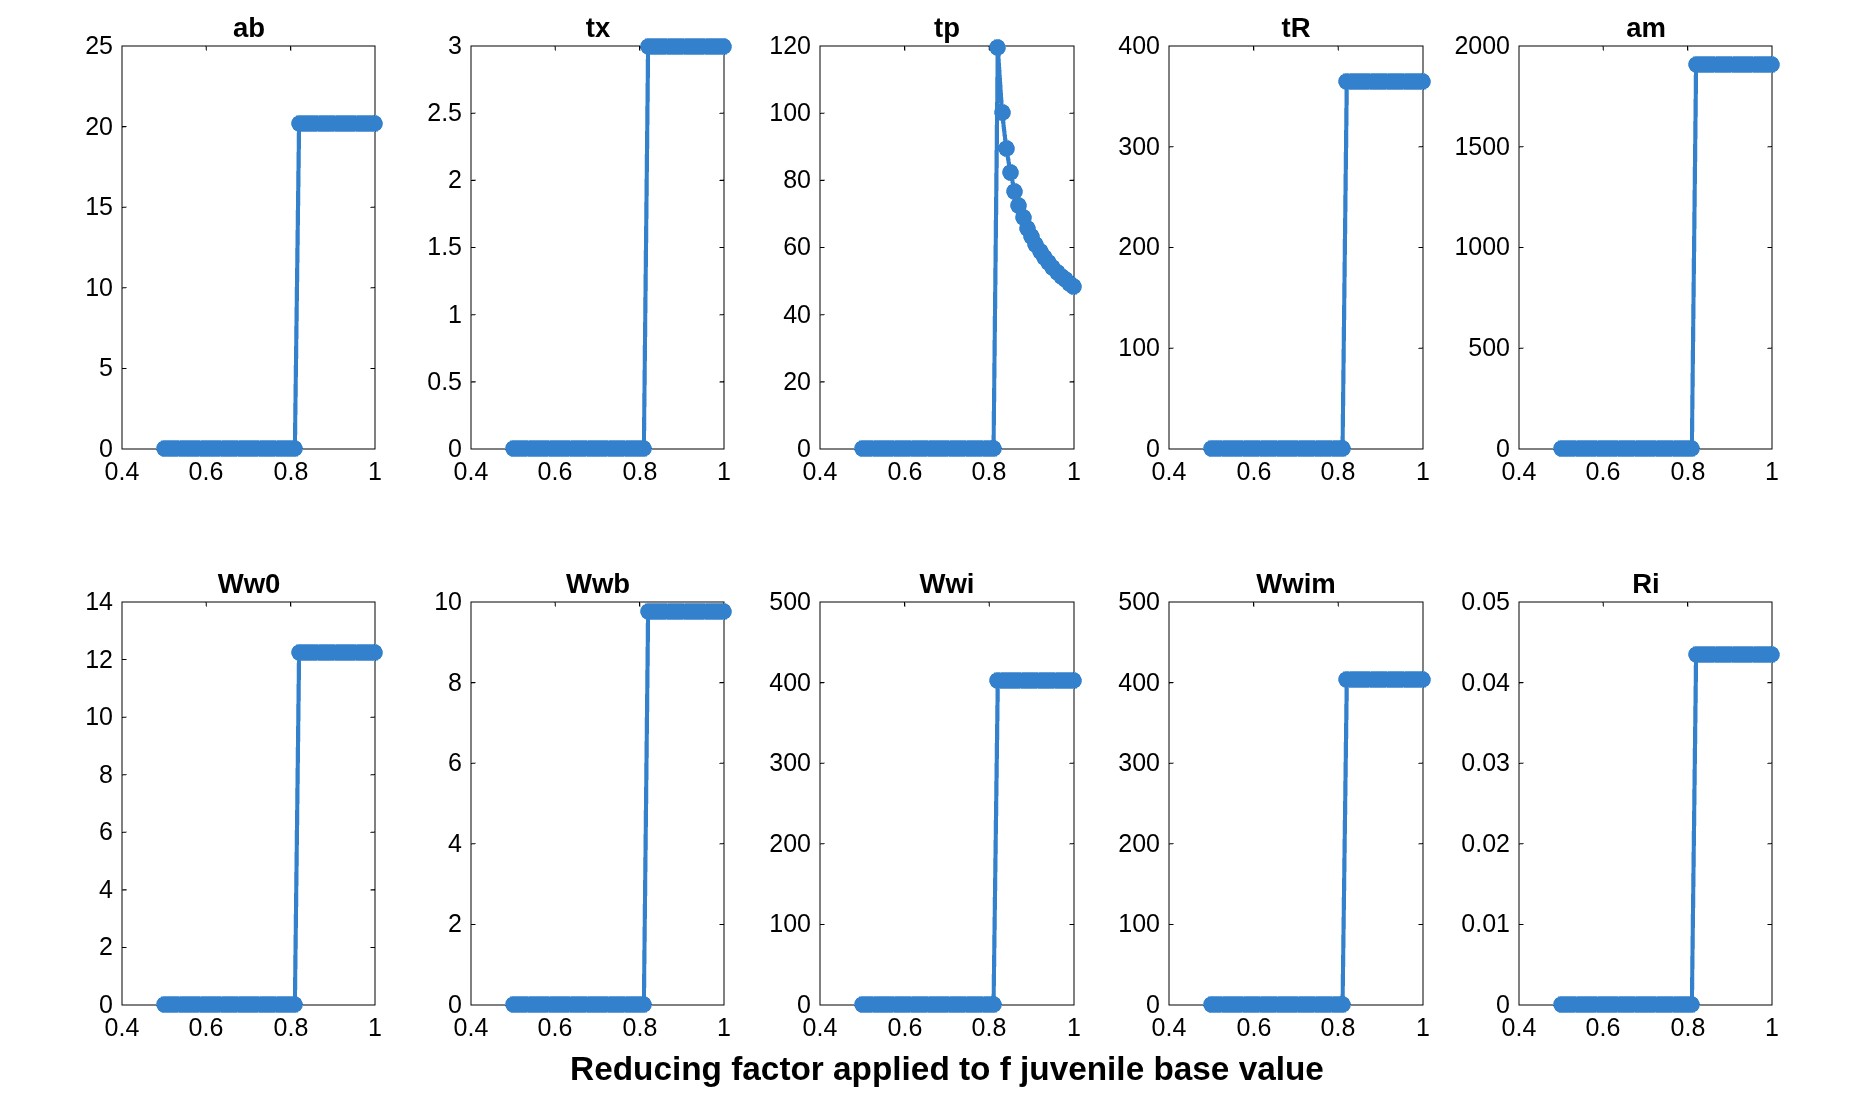 ab tx tp tR am
25 3 120 400 2000
2.5 100
20 300 1500
2 80
15
1.5 60 200 1000
10
1 40
5 100 500
0.5 20
0 0 0 0 0
0.4 0.6 0.8 1 0.4 0.6 0.8 1 0.4 0.6 0.8 1 0.4 0.6 0.8 1 0.4 0.6 0.8 1
Ww0 Wwb Wwi Wwim Ri
14 10 500 500 0.05
12
8 400 400 0.04
10
6 300 300 0.03
8
6
4 200 200 0.02
4
2 100 100 0.01
2
0 0 0 0 0
0.4 0.6 0.8 1 0.4 0.6 0.8 1 0.4 0.6 0.8 1 0.4 0.6 0.8 1 0.4 0.6 0.8 1
Reducing factor applied to f juvenile base value